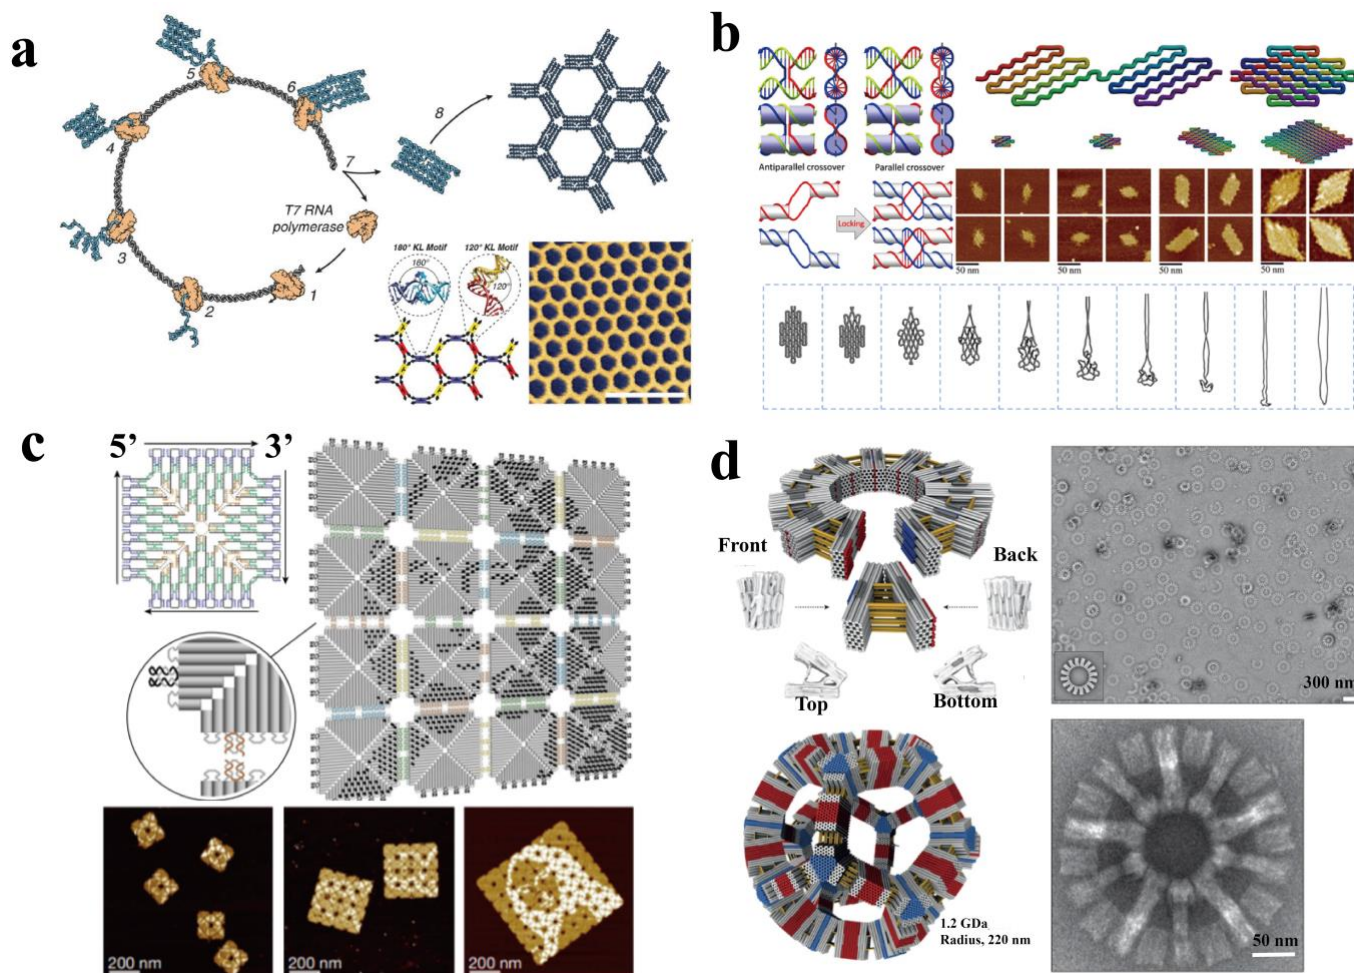 a
5
6
4
3
2
1
7
8
T7 RNA
polymerase
180° KL Motif
120° KL Motif
180°
120°
b
Antiparallel crossover
Parallel crossover
Locking
50 nm
50 nm
50 nm
50 nm
c
5’
3’
200 nm
200 nm
200 nm
d
Front
Back
Top
Bottom
300 nm
1.2 GDa
Radius, 220 nm
50 nm